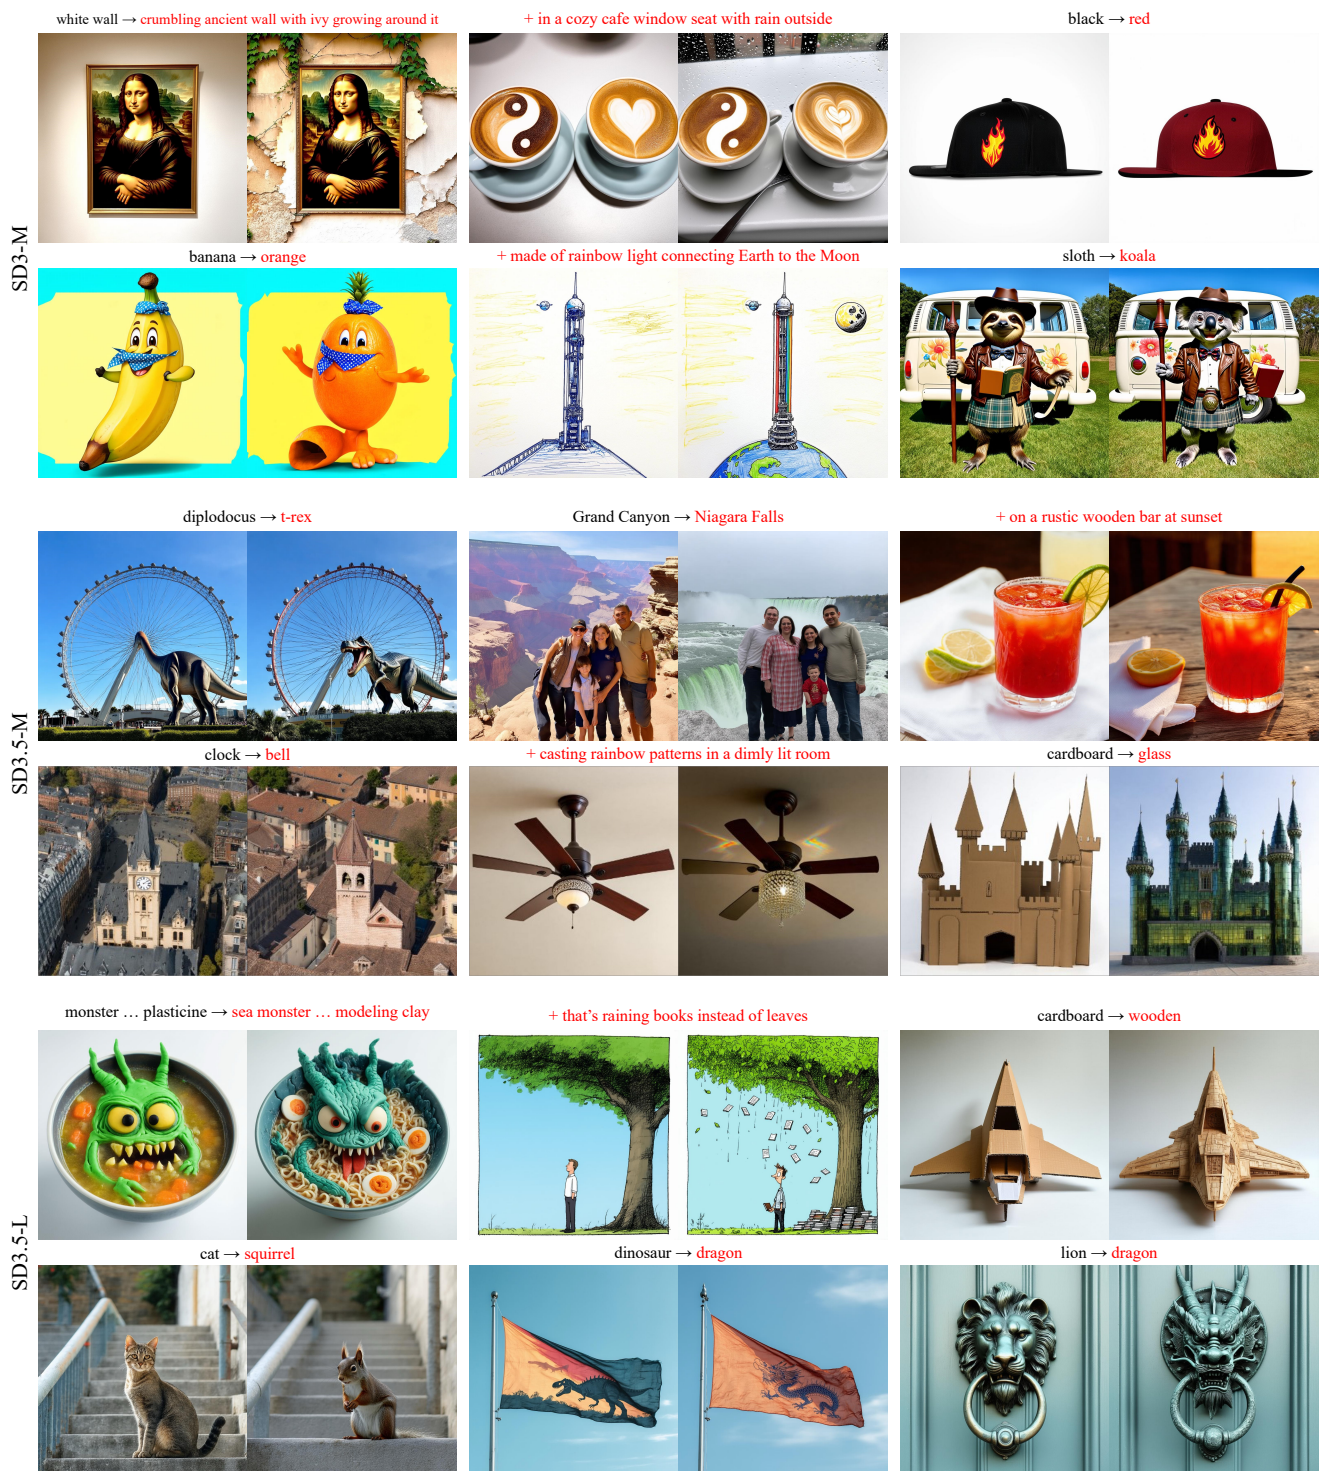 white wall → crumbling ancient wall with ivy growing around it
+ in a cozy cafe window seat with rain outside
black → red
SD3-M
banana → orange
+ made of rainbow light connecting Earth to the Moon
sloth → koala
diplodocus → t-rex
Grand Canyon → Niagara Falls
+ on a rustic wooden bar at sunset
SD3.5-M
clock → bell
+ casting rainbow patterns in a dimly lit room
cardboard → glass
monster … plasticine → sea monster … modeling clay
+ that’s raining books instead of leaves
cardboard → wooden
SD3.5-L
cat → squirrel
dinosaur → dragon
lion → dragon